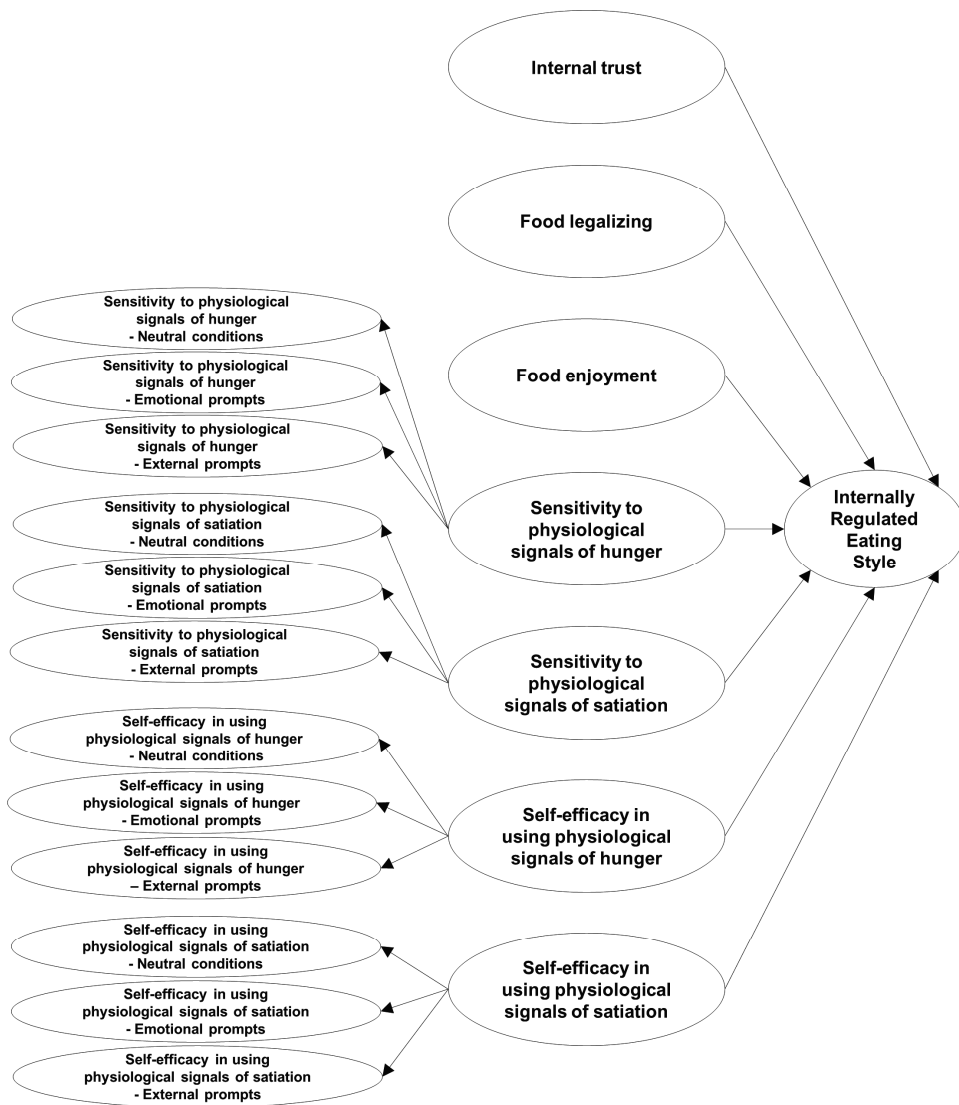 Internal trust
Food legalizing
Food enjoyment
Sensitivity to physiological
signals of hunger
- Neutral conditions
Sensitivity to physiological
signals of hunger
- Emotional prompts
Sensitivity to physiological
signals of hunger
- External prompts
Sensitivity to physiological
signals of satiation
- Neutral conditions
Sensitivity to physiological
signals of satiation
- Emotional prompts
Sensitivity to physiological
signals of satiation
- External prompts
Self-efficacy in using
physiological signals of hunger
- Neutral conditions
Self-efficacy in using
physiological signals of hunger
- Emotional prompts
Self-efficacy in using
physiological signals of hunger
– External prompts
Self-efficacy in using
physiological signals of satiation
- Neutral conditions
Self-efficacy in using
physiological signals of satiation
- Emotional prompts
Self-efficacy in using
physiological signals of satiation
- External prompts
Sensitivity to
physiological
signals of hunger
Sensitivity to
physiological
signals of satiation
Self-efficacy in
using physiological
signals of hunger
Self-efficacy in
using physiological
signals of satiation
Internally
Regulated
Eating
Style